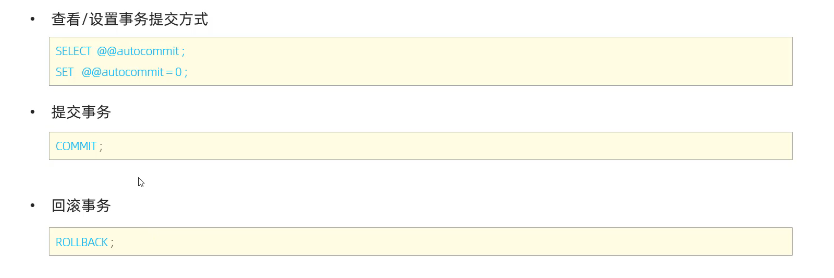 • 查看/设置事务提交方式
SELECT @@autocommit ;
SET @@autocommit = 0 ;
• 提交事务
COMMIT ;
• 回滚事务
ROLLBACK ;